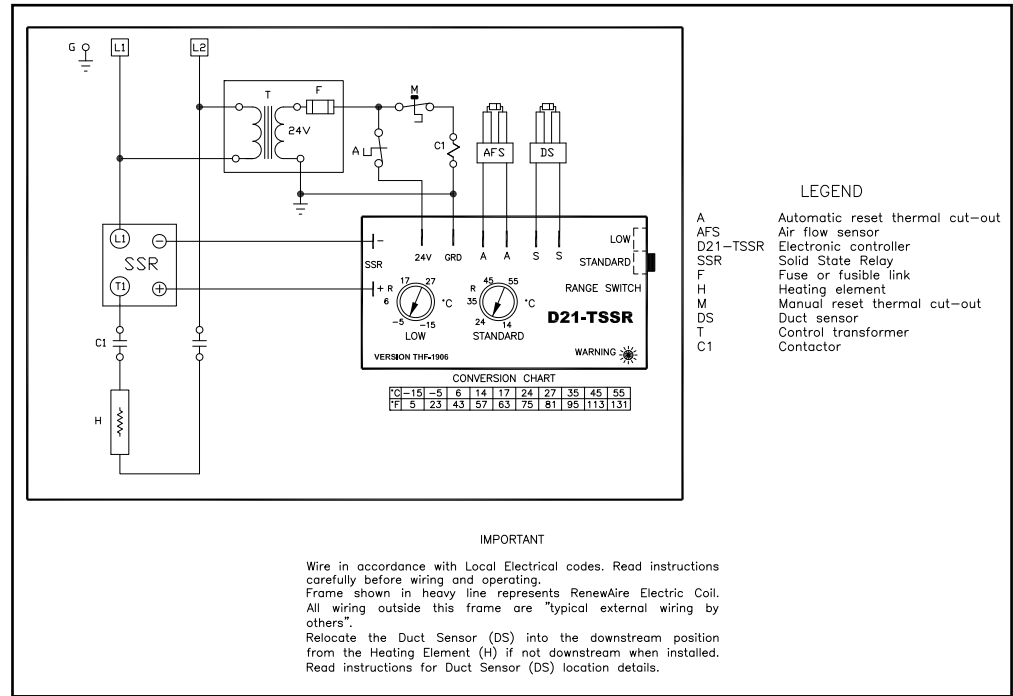 G L1 L2
T F M
24V
A C1 AFS DS
L1 −
SSR
T1 +
− 24V GRD A A S S LOW
SSR STANDARD
RANGE SWITCH
+ R 6 17 27 °C −5 −15 R 35 45 55 °C 24 14
LOW STANDARD
D21-TSSR
VERSION THF-1906 WARNING
C1
H
CONVERSION CHART
°C −15 −5 6 14 17 24 27 35 45 55
°F 5 23 43 57 63 75 81 95 113 131
LEGEND
A Automatic reset thermal cut−out
AFS Air flow sensor
D21−TSSR Electronic controller
SSR Solid State Relay
F Fuse or fusible link
H Heating element
M Manual reset thermal cut−out
DS Duct sensor
T Control transformer
C1 Contactor
IMPORTANT
Wire in accordance with Local Electrical codes. Read instructions
carefully before wiring and operating.
Frame shown in heavy line represents RenewAire Electric Coil.
All wiring outside this frame are "typical external wiring by
others".
Relocate the Duct Sensor (DS) into the downstream position
from the Heating Element (H) if not downstream when installed.
Read instructions for Duct Sensor (DS) location details.